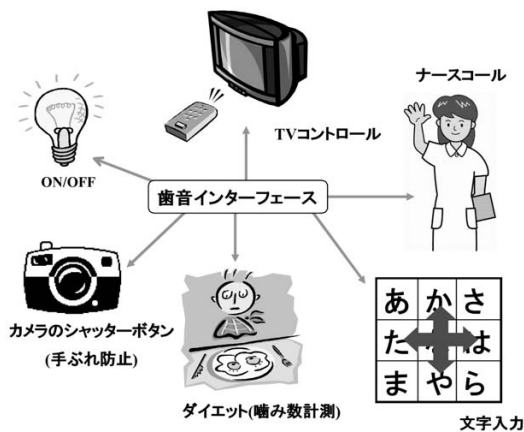 ナースコール
TVコントロール
ON/OFF
歯音インターフェース
カメラのシャッターボタン
(手ぶれ防止)
ダイエット(噛み数計測)
あ か さ
た は
ま や ら
文字入力